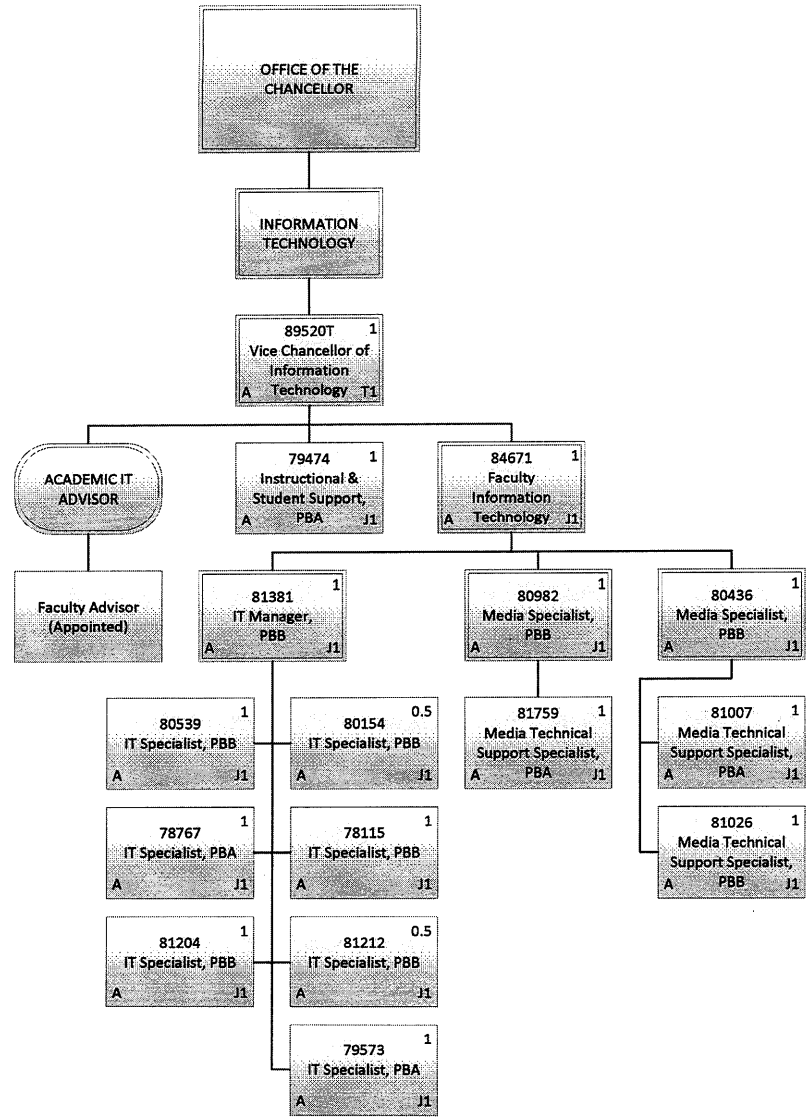 OFFICE OF THE
CHANCELLOR
INFORMATION
TECHNOLOGY
89520T 1
Vice Chancellor of
Information
A Technology T1
ACADEMIC IT
ADVISOR
79474 1
Instructional &
Student Support,
A PBA J1
84671 1
Faculty
Information
A Technology J1
Faculty Advisor
(Appointed)
81381 1
IT Manager,
PBB
A J1
80982 1
Media Specialist,
PBB
A J1
80436 1
Media Specialist,
PBB
A J1
80539 1
IT Specialist, PBB
A J1
80154 0.5
IT Specialist, PBB
A J1
81759 1
Media Technical
Support Specialist,
A PBA J1
81007 1
Media Technical
Support Specialist,
A PBA J1
78767 1
IT Specialist, PBA
A J1
78115 1
IT Specialist, PBB
A J1
81026 1
Media Technical
Support Specialist,
A PBB J1
81204 1
IT Specialist, PBB
A J1
81212 0.5
IT Specialist, PBB
A J1
79573 1
IT Specialist, PBA
A J1